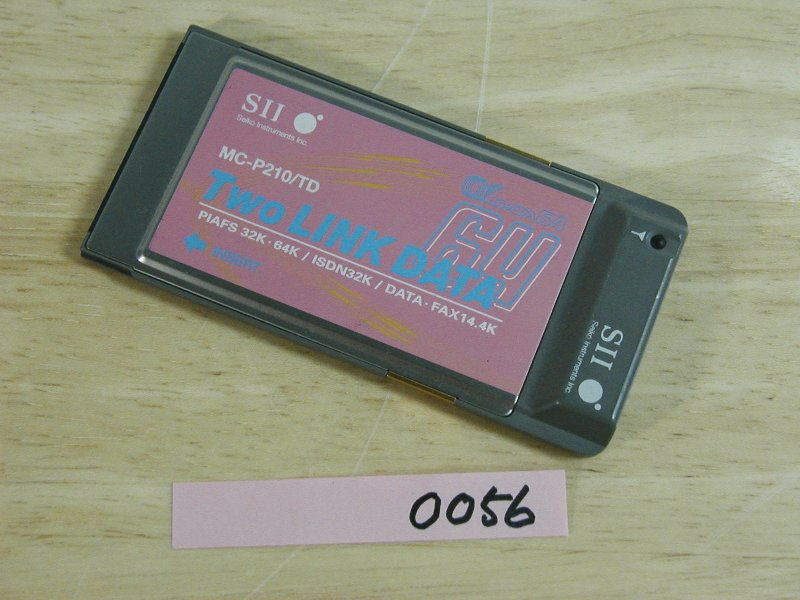 SII
Seiko Instruments Inc.
MC-P210/TD
TWO LINK DATA
PIAFS 32K・64K / ISDN32K / DATA・FAX14.4K
INSERT
SII
Seiko Instruments Inc.
0056